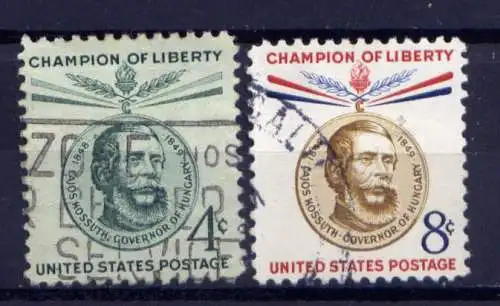 CHAMPION OF LIBERTY
1848 1849
LAJOS KOSSUTH · GOVERNOR OF HUNGARY
4¢
UNITED STATES POSTAGE
CHAMPION OF LIBERTY
1848 1849
LAJOS KOSSUTH · GOVERNOR OF HUNGARY
8¢
UNITED STATES POSTAGE